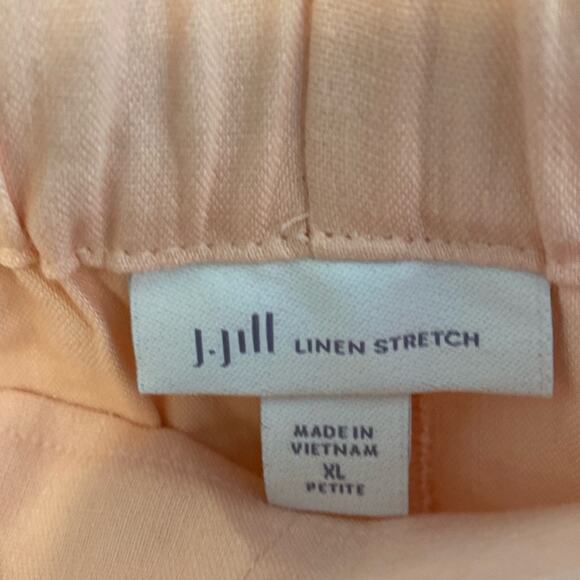 J.Jill LINEN STRETCH
MADE IN
VIETNAM
XL
PETITE